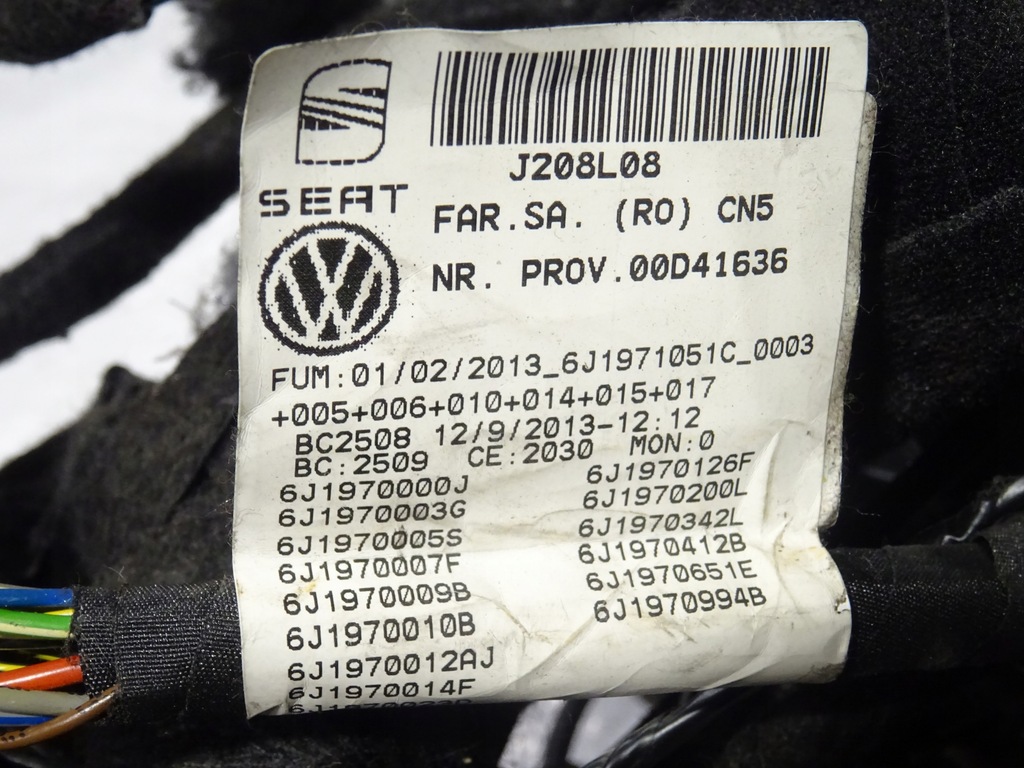 J208L08
SEAT
FAR.SA. (RO) CN5
NR. PROV.00D41636
FUM:01/02/2013_6J1971051C_0003
+005+006+010+014+015+017
BC2508 12/9/2013-12:12
BC:2509 CE:2030 MON:0
6J1970000J 6J1970126F
6J1970003G 6J1970200L
6J1970005S 6J1970342L
6J1970007F 6J1970412B
6J1970009B 6J1970651E
6J1970010B 6J1970994B
6J1970012AJ
6J1970014F